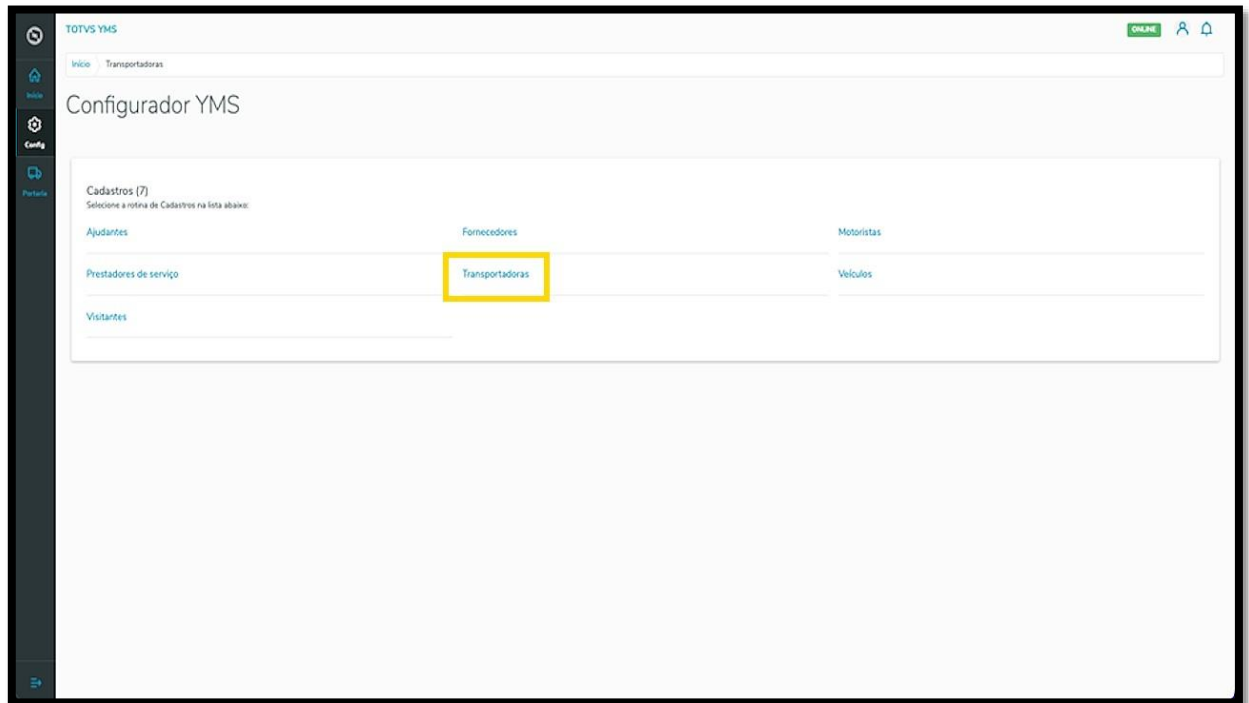 TOTVS YMS
ONLINE
Início
Transportadoras
Início
Configurador YMS
Config
Portaria
Cadastros (7)
Selecione a rotina de Cadastros na lista abaixo:
Ajudantes
Fornecedores
Motoristas
Prestadores de serviço
Transportadoras
Veículos
Visitantes